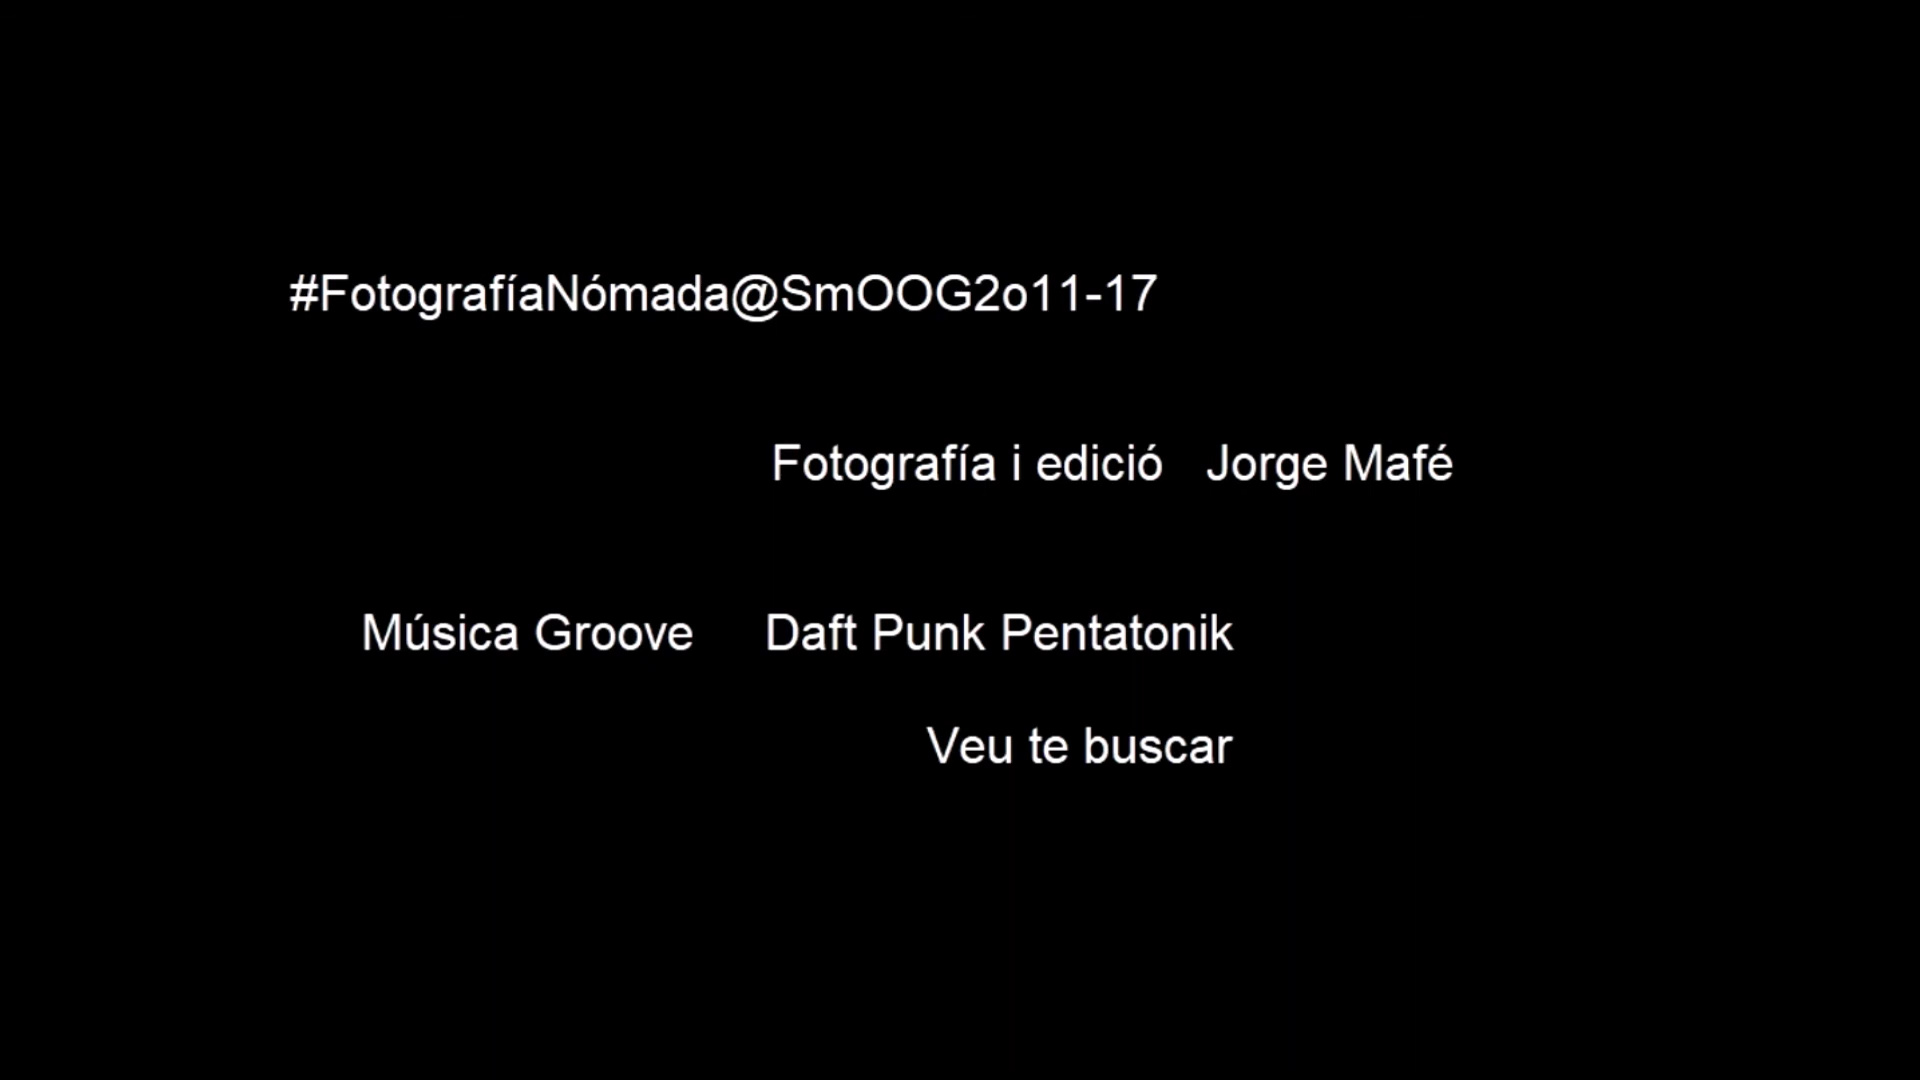 #FotografíaNómada@SmOOG2o11-17
Fotografía i edició Jorge Mafé
Música Groove Daft Punk Pentatonik
Veu te buscar